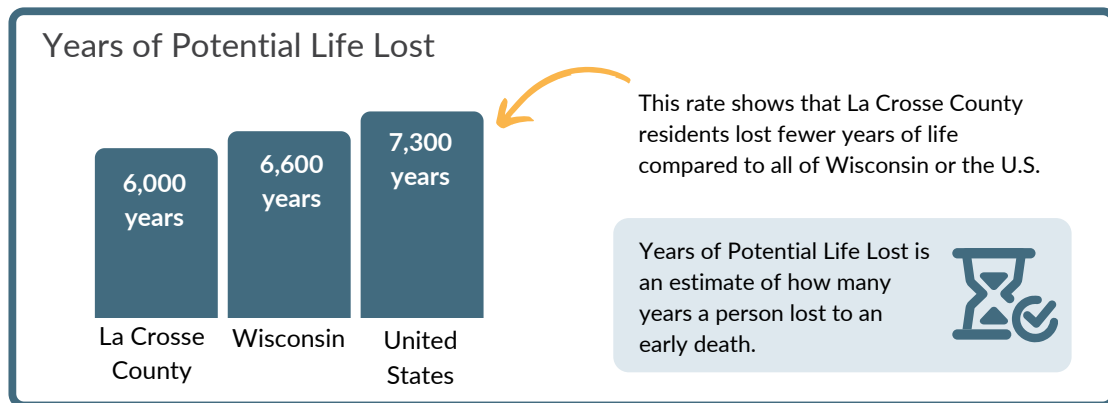 Years of Potential Life Lost
6,000
years
6,600
years
7,300
years
La Crosse
County
Wisconsin
United
States
This rate shows that La Crosse County
residents lost fewer years of life
compared to all of Wisconsin or the U.S.
Years of Potential Life Lost is
an estimate of how many
years a person lost to an
early death.